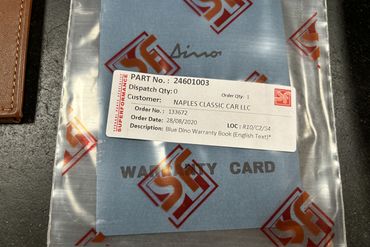 Dino
SUPERFORMANCE
PART No. : 24601003
Dispatch Qty: 0 Order Qty: 1
Customer: NAPLES CLASSIC CAR LLC
Order No.: 133672
Order Date: 28/08/2020 LOC : R10/C2/S4
Description: Blue Dino Warranty Book (English Text)*
WARRANTY CARD